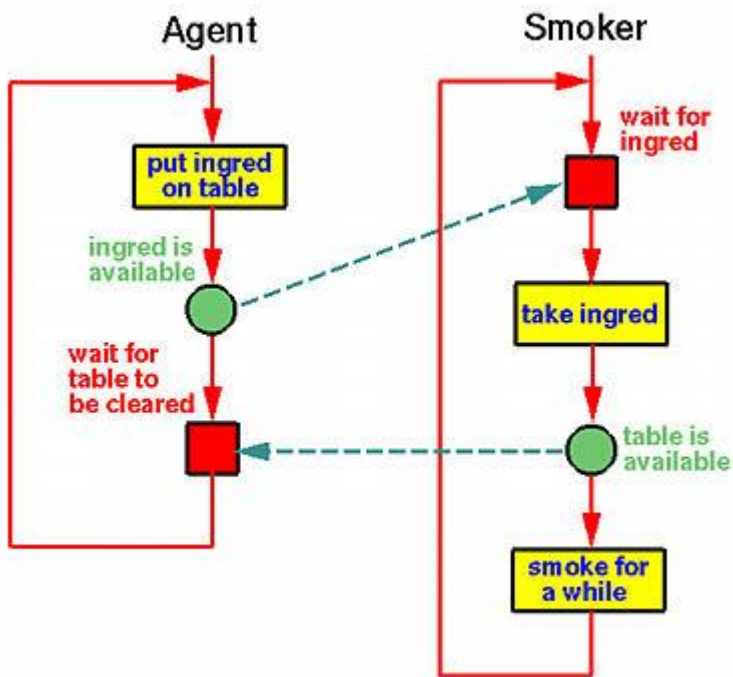 Agent
put ingred
on table
ingred is
available
wait for
table to
be cleared
Smoker
wait for
ingred
take ingred
table is
available
smoke for
a while